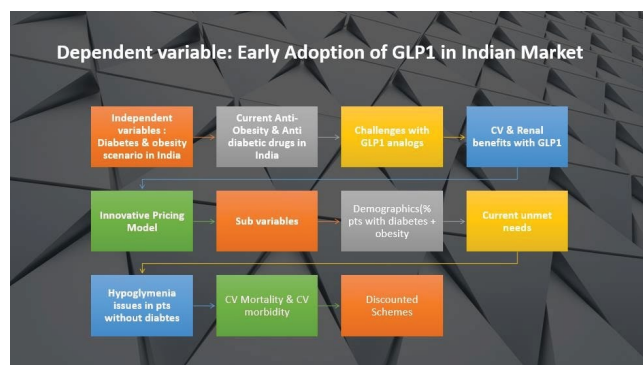 Dependent variable: Early Adoption of GLP1 in Indian Market
Independent
variables :
Diabetes & obesity
scenario in India
Current Anti-
Obesity & Anti
diabetic drugs in
India
Challenges with
GLP1 analogs
CV & Renal
benefits with GLP1
Innovative Pricing
Model
Sub variables
Demographics(%
pts with diabetes +
obesity
Current unmet
needs
Hypoglymenia
issues in pts
without diabtes
CV Mortality & CV
morbidity
Discounted
Schemes